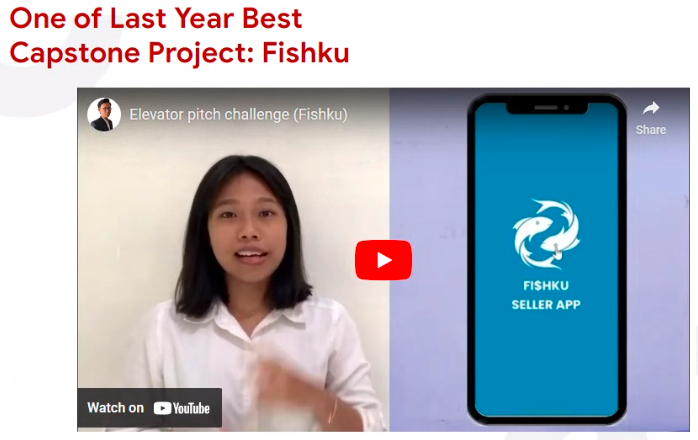 One of Last Year Best
Capstone Project: Fishku
Elevator pitch challenge (Fishku)
Share
FI$HKU
SELLER APP
Watch on YouTube